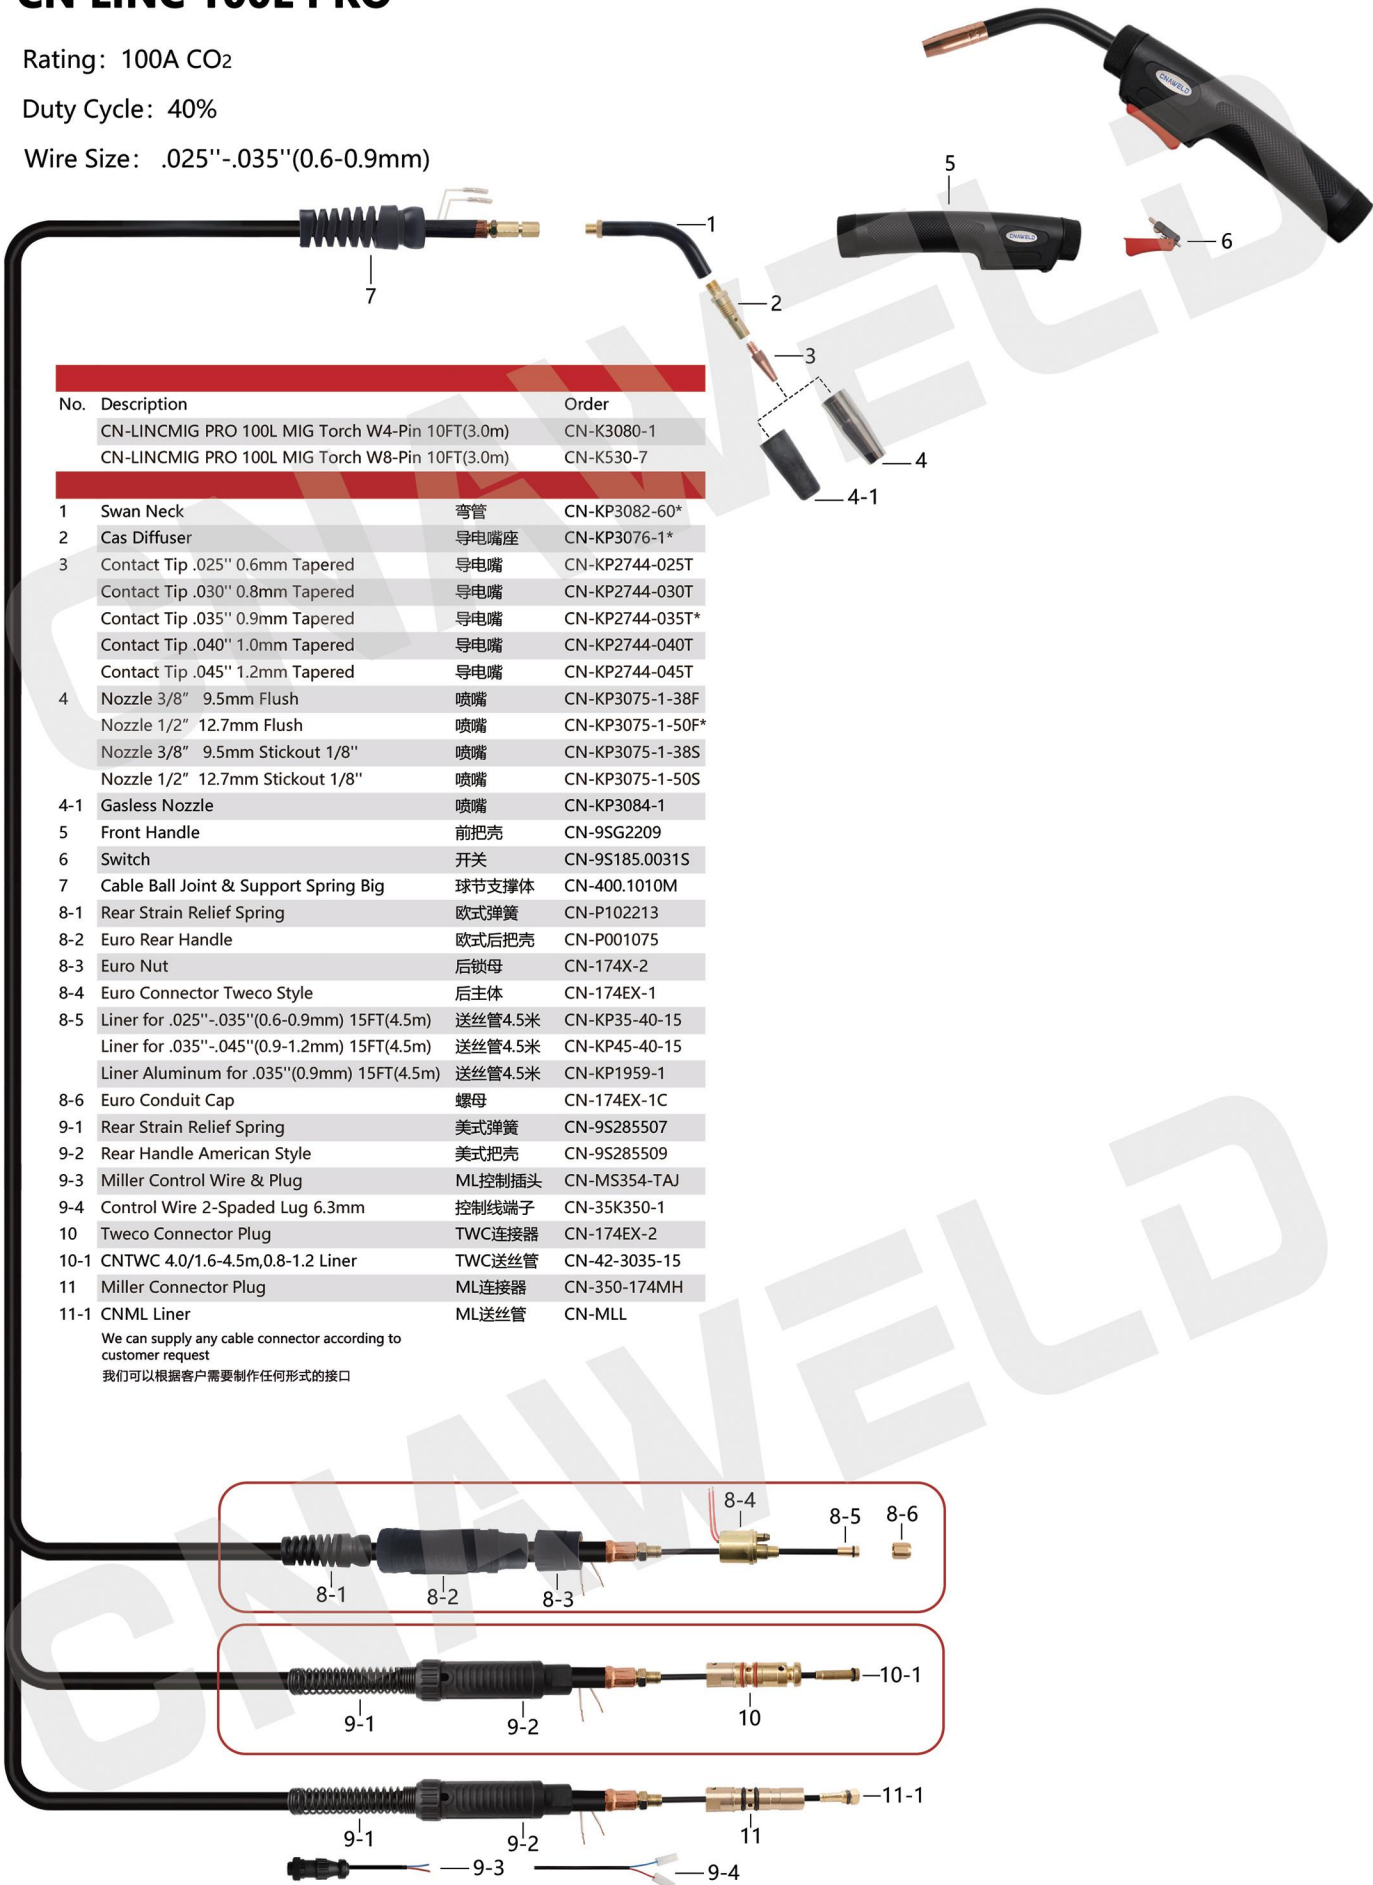 CN-LINC 100L PRO
Rating: 100A CO2
Duty Cycle: 40%
Wire Size: .025''-.035''(0.6-0.9mm)
CNAWELD
5
1
CNAWELD
6
7
2
3
4
4-1
No. Description Order
CN-LINCMIG PRO 100L MIG Torch W4-Pin 10FT(3.0m) CN-K3080-1
CN-LINCMIG PRO 100L MIG Torch W8-Pin 10FT(3.0m) CN-K530-7
1 Swan Neck 弯管 CN-KP3082-60*
2 Cas Diffuser 导电嘴座 CN-KP3076-1*
3 Contact Tip .025'' 0.6mm Tapered 导电嘴 CN-KP2744-025T
Contact Tip .030'' 0.8mm Tapered 导电嘴 CN-KP2744-030T
Contact Tip .035'' 0.9mm Tapered 导电嘴 CN-KP2744-035T*
Contact Tip .040'' 1.0mm Tapered 导电嘴 CN-KP2744-040T
Contact Tip .045'' 1.2mm Tapered 导电嘴 CN-KP2744-045T
4 Nozzle 3/8” 9.5mm Flush 喷嘴 CN-KP3075-1-38F
Nozzle 1/2” 12.7mm Flush 喷嘴 CN-KP3075-1-50F*
Nozzle 3/8” 9.5mm Stickout 1/8'' 喷嘴 CN-KP3075-1-38S
Nozzle 1/2” 12.7mm Stickout 1/8'' 喷嘴 CN-KP3075-1-50S
4-1 Gasless Nozzle 喷嘴 CN-KP3084-1
5 Front Handle 前把壳 CN-9SG2209
6 Switch 开关 CN-9S185.0031S
7 Cable Ball Joint & Support Spring Big 球节支撑体 CN-400.1010M
8-1 Rear Strain Relief Spring 欧式弹簧 CN-P102213
8-2 Euro Rear Handle 欧式后把壳 CN-P001075
8-3 Euro Nut 后锁母 CN-174X-2
8-4 Euro Connector Tweco Style 后主体 CN-174EX-1
8-5 Liner for .025''-.035''(0.6-0.9mm) 15FT(4.5m) 送丝管4.5米 CN-KP35-40-15
Liner for .035''-.045''(0.9-1.2mm) 15FT(4.5m) 送丝管4.5米 CN-KP45-40-15
Liner Aluminum for .035''(0.9mm) 15FT(4.5m) 送丝管4.5米 CN-KP1959-1
8-6 Euro Conduit Cap 螺母 CN-174EX-1C
9-1 Rear Strain Relief Spring 美式弹簧 CN-9S285507
9-2 Rear Handle American Style 美式把壳 CN-9S285509
9-3 Miller Control Wire & Plug ML控制插头 CN-MS354-TAJ
9-4 Control Wire 2-Spaded Lug 6.3mm 控制线端子 CN-35K350-1
10 Tweco Connector Plug TWC连接器 CN-174EX-2
10-1 CNTWC 4.0/1.6-4.5m,0.8-1.2 Liner TWC送丝管 CN-42-3035-15
11 Miller Connector Plug ML连接器 CN-350-174MH
11-1 CNML Liner ML送丝管 CN-MLL
We can supply any cable connector according to
customer request
我们可以根据客户需要制作任何形式的接口
CNAWELD
CNAWELD
8-4
8-5
8-6
8-1
8-2
8-3
10-1
9-1
9-2
10
11-1
9-1
9-2
11
9-3
9-4